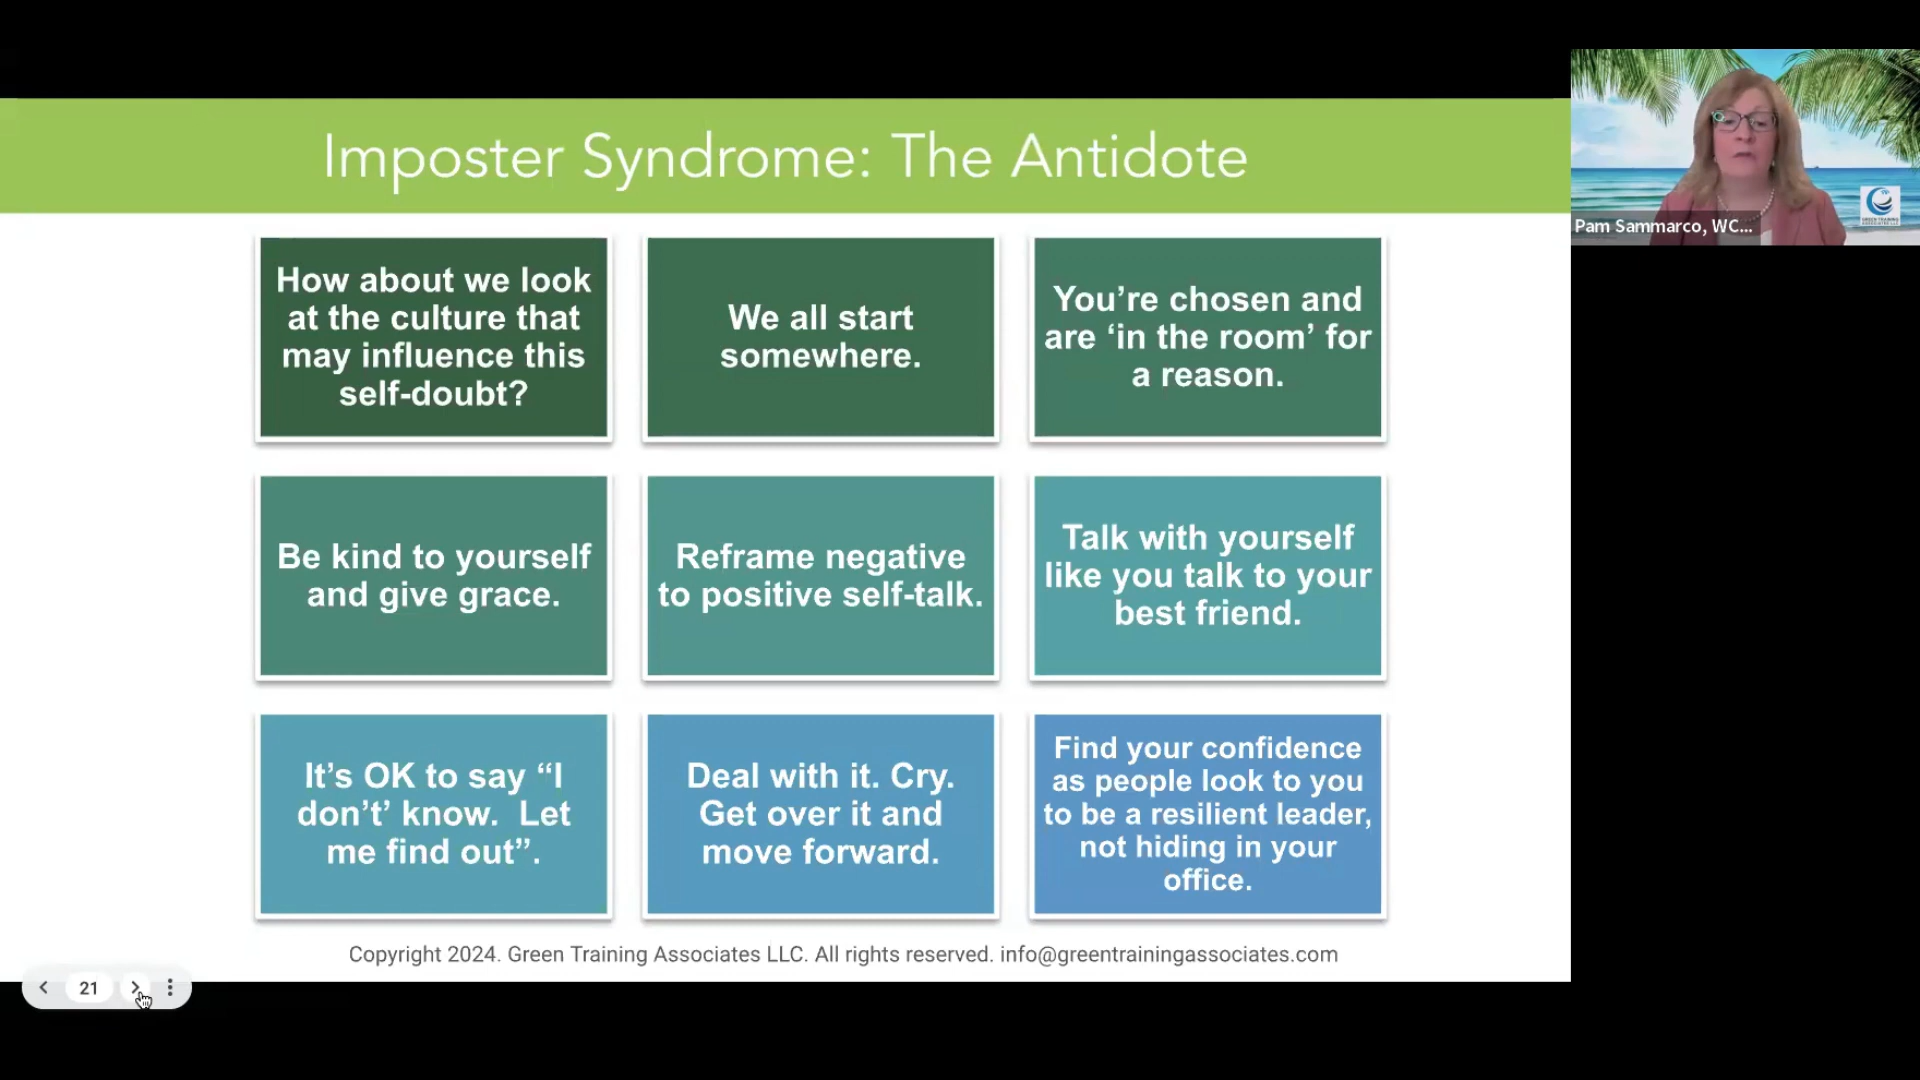 Imposter Syndrome: The Antidote
How about we look
at the culture that
may influence this
self-doubt?
We all start
somewhere.
You’re chosen and
are ‘in the room’ for
a reason.
Be kind to yourself
and give grace.
Reframe negative
to positive self-talk.
Talk with yourself
like you talk to your
best friend.
It’s OK to say “I
don’t’ know.  Let
me find out”.
Deal with it. Cry.
Get over it and
move forward.
Find your confidence
as people look to you
to be a resilient leader,
not hiding in your
office.
Copyright 2024. Green Training Associates LLC. All rights reserved. info@greentrainingassociates.com
21
Pam Sammarco, WC...
GREEN TRAINING
ASSOCIATES LLC